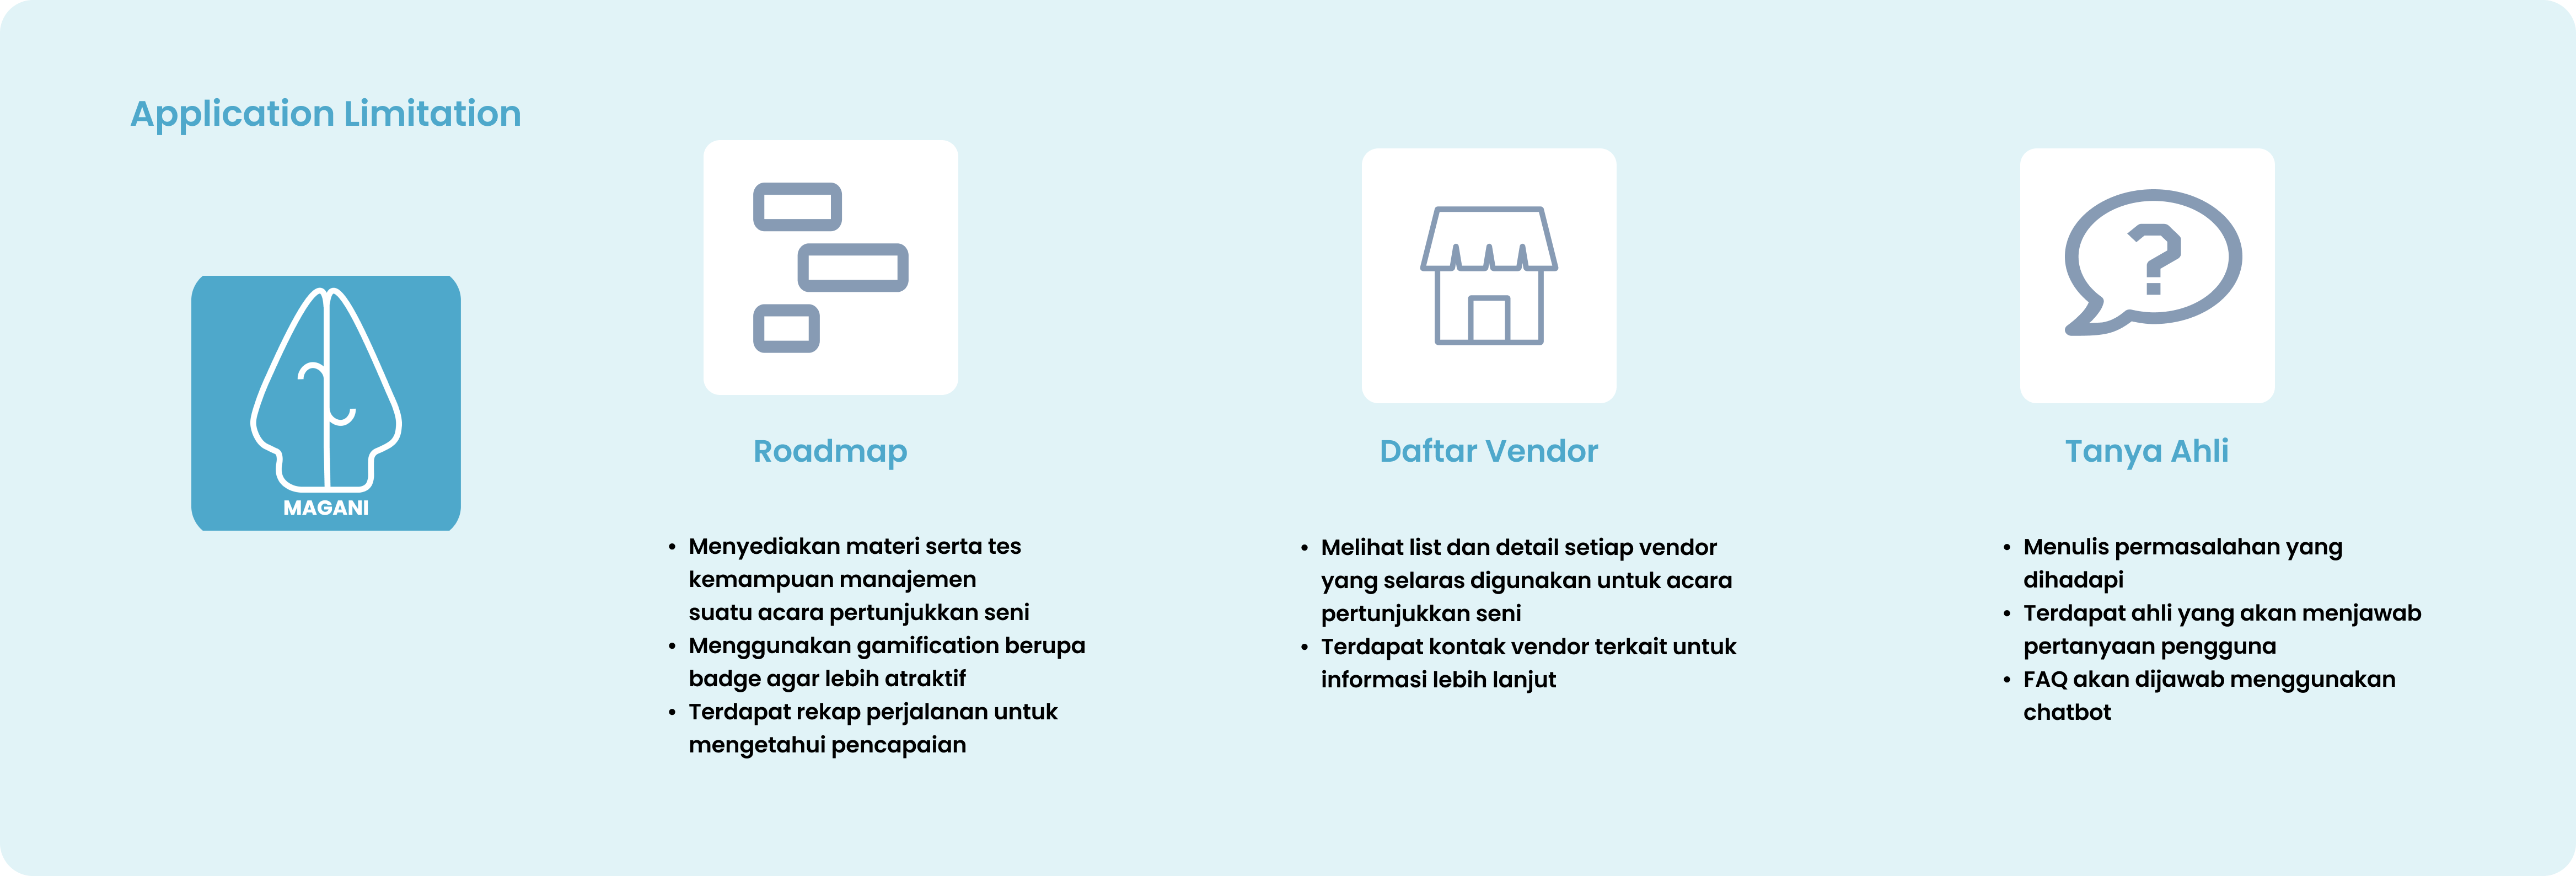 Application Limitation
MAGANI
Roadmap
• Menyediakan materi serta tes
kemampuan manajemen
suatu acara pertunjukkan seni
• Menggunakan gamification berupa
badge agar lebih atraktif
• Terdapat rekap perjalanan untuk
mengetahui pencapaian
Daftar Vendor
• Melihat list dan detail setiap vendor
yang selaras digunakan untuk acara
pertunjukkan seni
• Terdapat kontak vendor terkait untuk
informasi lebih lanjut
?
Tanya Ahli
• Menulis permasalahan yang
dihadapi
• Terdapat ahli yang akan menjawab
pertanyaan pengguna
• FAQ akan dijawab menggunakan
chatbot